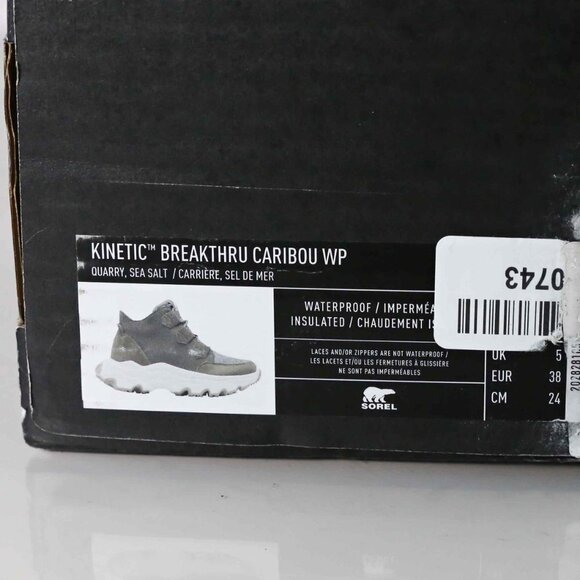 KINETIC™ BREAKTHRU CARIBOU WP
QUARRY, SEA SALT / CARRIÈRE, SEL DE MER
WATERPROOF /
INSULATED / CHAUDEMENT
LACES AND/OR ZIPPERS ARE NOT WATERPROOF /
LES LACETS ET/OU LES FERMETURES À GLISSIÈRE
NE SONT PAS IMPERMÉABLES
SOREL
0743
UK 5
EUR 38
CM 24